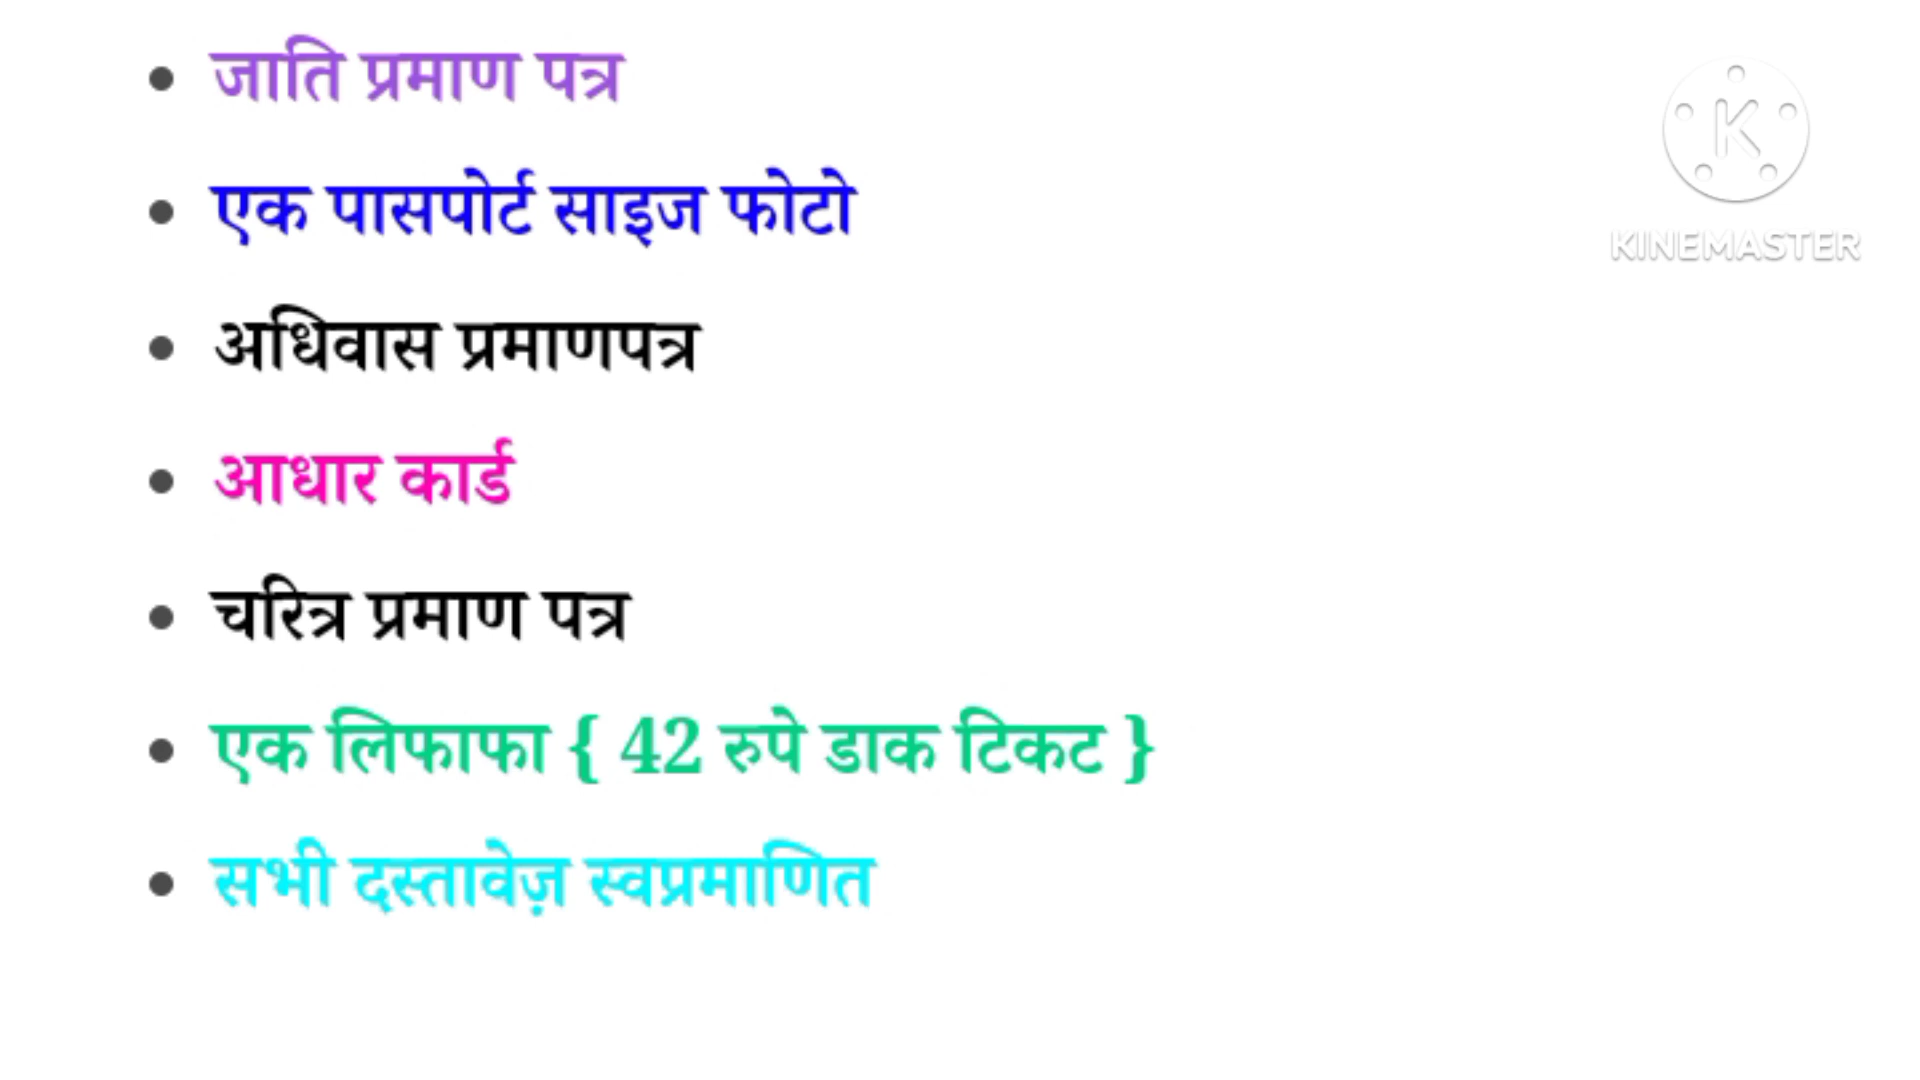 जाति प्रमाण पत्र
एक पासपोर्ट साइज फोटो
अधिवास प्रमाणपत्र
आधार कार्ड
चरित्र प्रमाण पत्र
एक लिफाफा { 42 रुपे डाक टिकट }
सभी दस्तावेज़ स्वप्रमाणित
K
KINEMASTER